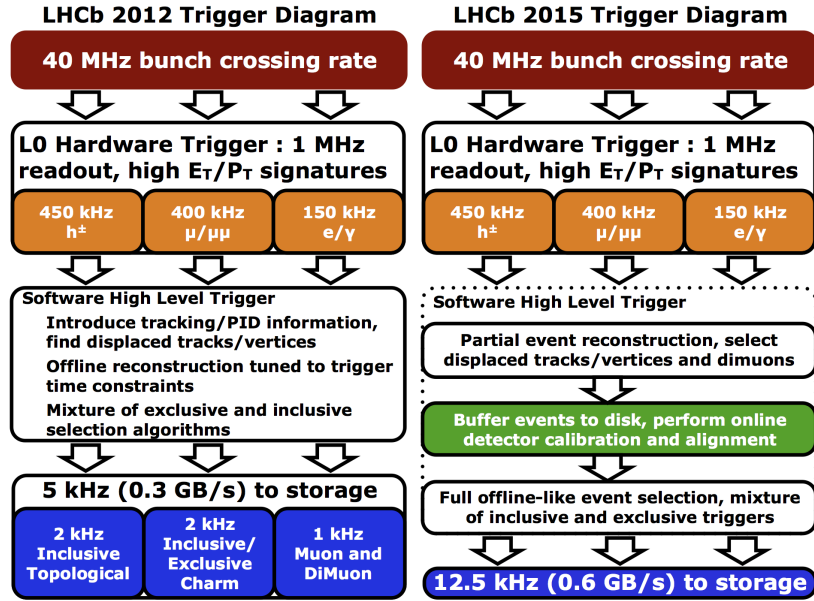 LHCb 2012 Trigger Diagram
40 MHz bunch crossing rate
L0 Hardware Trigger : 1 MHz
readout, high ET/PT signatures
450 kHz
h±
400 kHz
μ/μμ
150 kHz
e/γ
Software High Level Trigger
Introduce tracking/PID information,
find displaced tracks/vertices
Offline reconstruction tuned to trigger
time constraints
Mixture of exclusive and inclusive
selection algorithms
5 kHz (0.3 GB/s) to storage
2 kHz
Inclusive
Topological
2 kHz
Inclusive/
Exclusive
Charm
1 kHz
Muon and
DiMuon
LHCb 2015 Trigger Diagram
40 MHz bunch crossing rate
L0 Hardware Trigger : 1 MHz
readout, high ET/PT signatures
450 kHz
h±
400 kHz
μ/μμ
150 kHz
e/γ
Software High Level Trigger
Partial event reconstruction, select
displaced tracks/vertices and dimuons
Buffer events to disk, perform online
detector calibration and alignment
Full offline-like event selection, mixture
of inclusive and exclusive triggers
12.5 kHz (0.6 GB/s) to storage